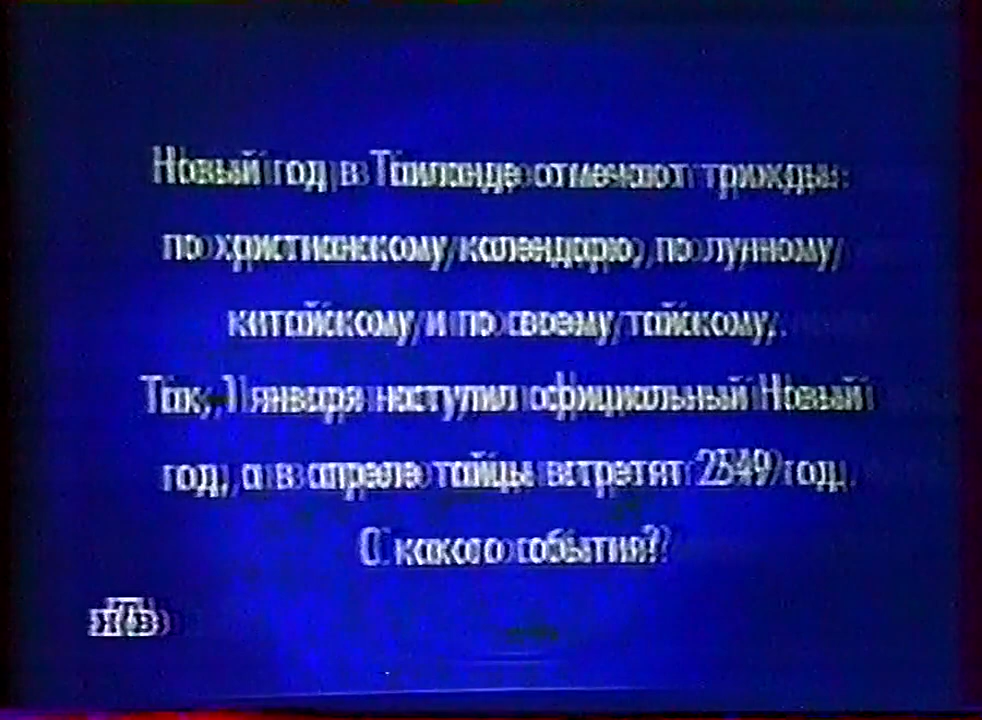 Новый год в Таиланде отмечают трижды:
по христианскому календарю, по лунному
китайскому и по своему тайскому.
Так, 1 января наступил официальный Новый
год, а в апреле тайцы встретят 2549 год.
С какого события?
НТВ